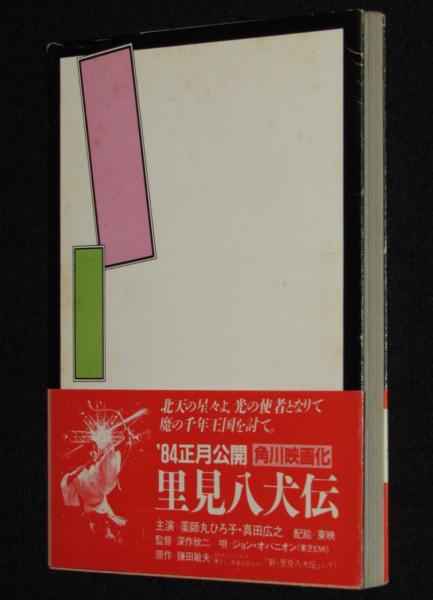 北天の星々よ、光の使者となりて
魔の千年王国を討て。
'84正月公開 角川映画化
里見八犬伝
主演 薬師丸ひろ子・真田広之 配給 東映
監督 深作欣二 唄 ジョン・オバニオン(東芝EMI)
原作 鎌田敏夫 「新・里見八犬伝」より